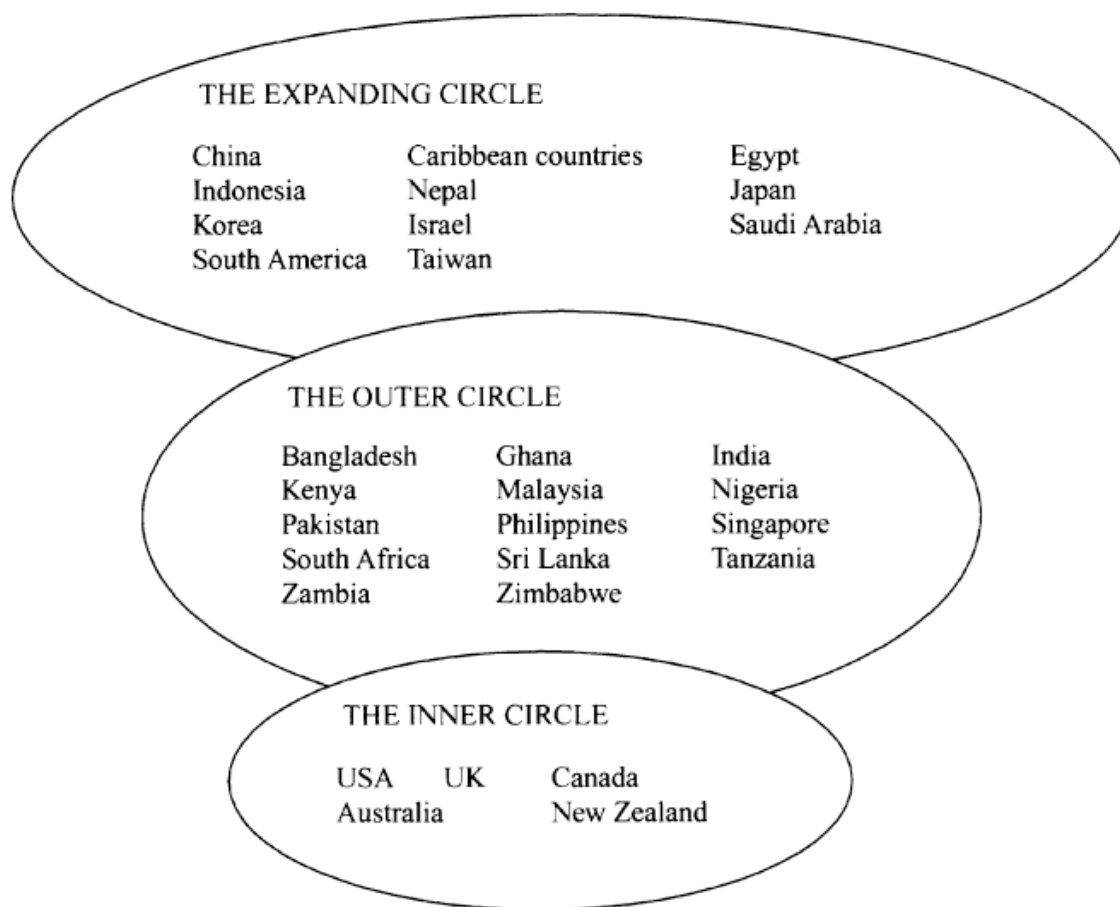 THE EXPANDING CIRCLE
China Caribbean countries Egypt
Indonesia Nepal Japan
Korea Israel Saudi Arabia
South America Taiwan
THE OUTER CIRCLE
Bangladesh Ghana India
Kenya Malaysia Nigeria
Pakistan Philippines Singapore
South Africa Sri Lanka Tanzania
Zambia Zimbabwe
THE INNER CIRCLE
USA UK Canada
Australia New Zealand